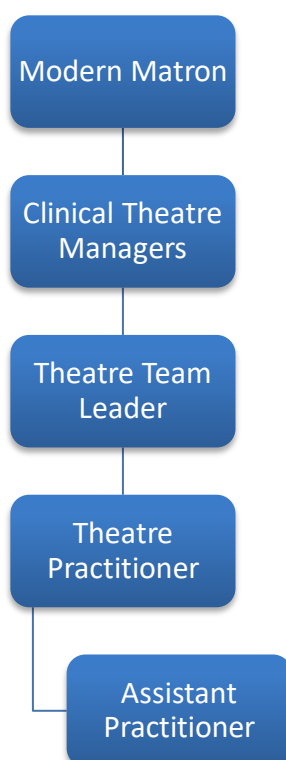 Modern Matron
Clinical Theatre
Managers
Theatre Team
Leader
Theatre
Practitioner
Assistant
Practitioner